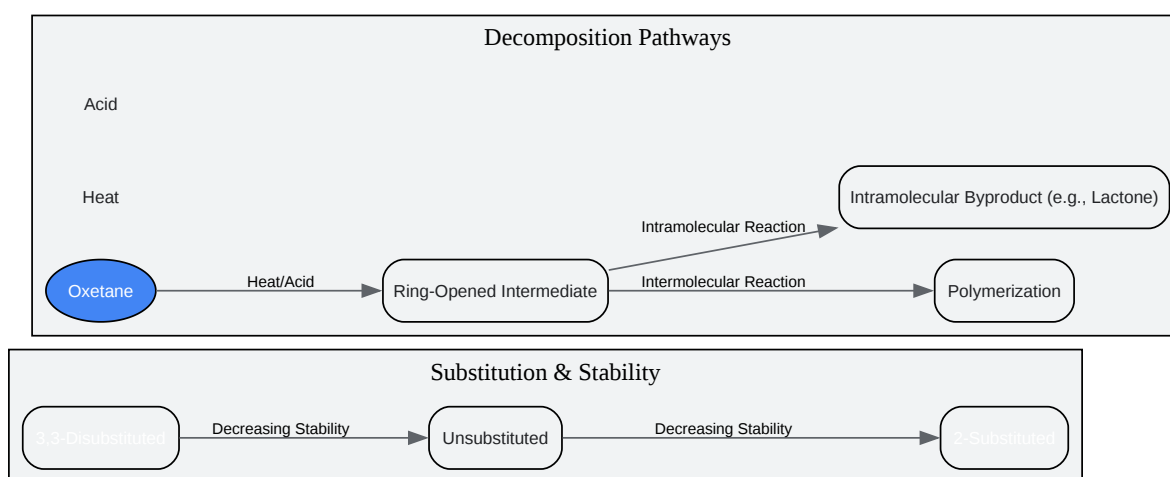 Decomposition Pathways
Acid
Heat
Intramolecular Byproduct (e.g., Lactone)
Intramolecular Reaction
Oxetane
Heat/Acid
Ring-Opened Intermediate
Intermolecular Reaction
Polymerization
Substitution & Stability
3,3-Disubstituted
Decreasing Stability
Unsubstituted
Decreasing Stability
2-Substituted